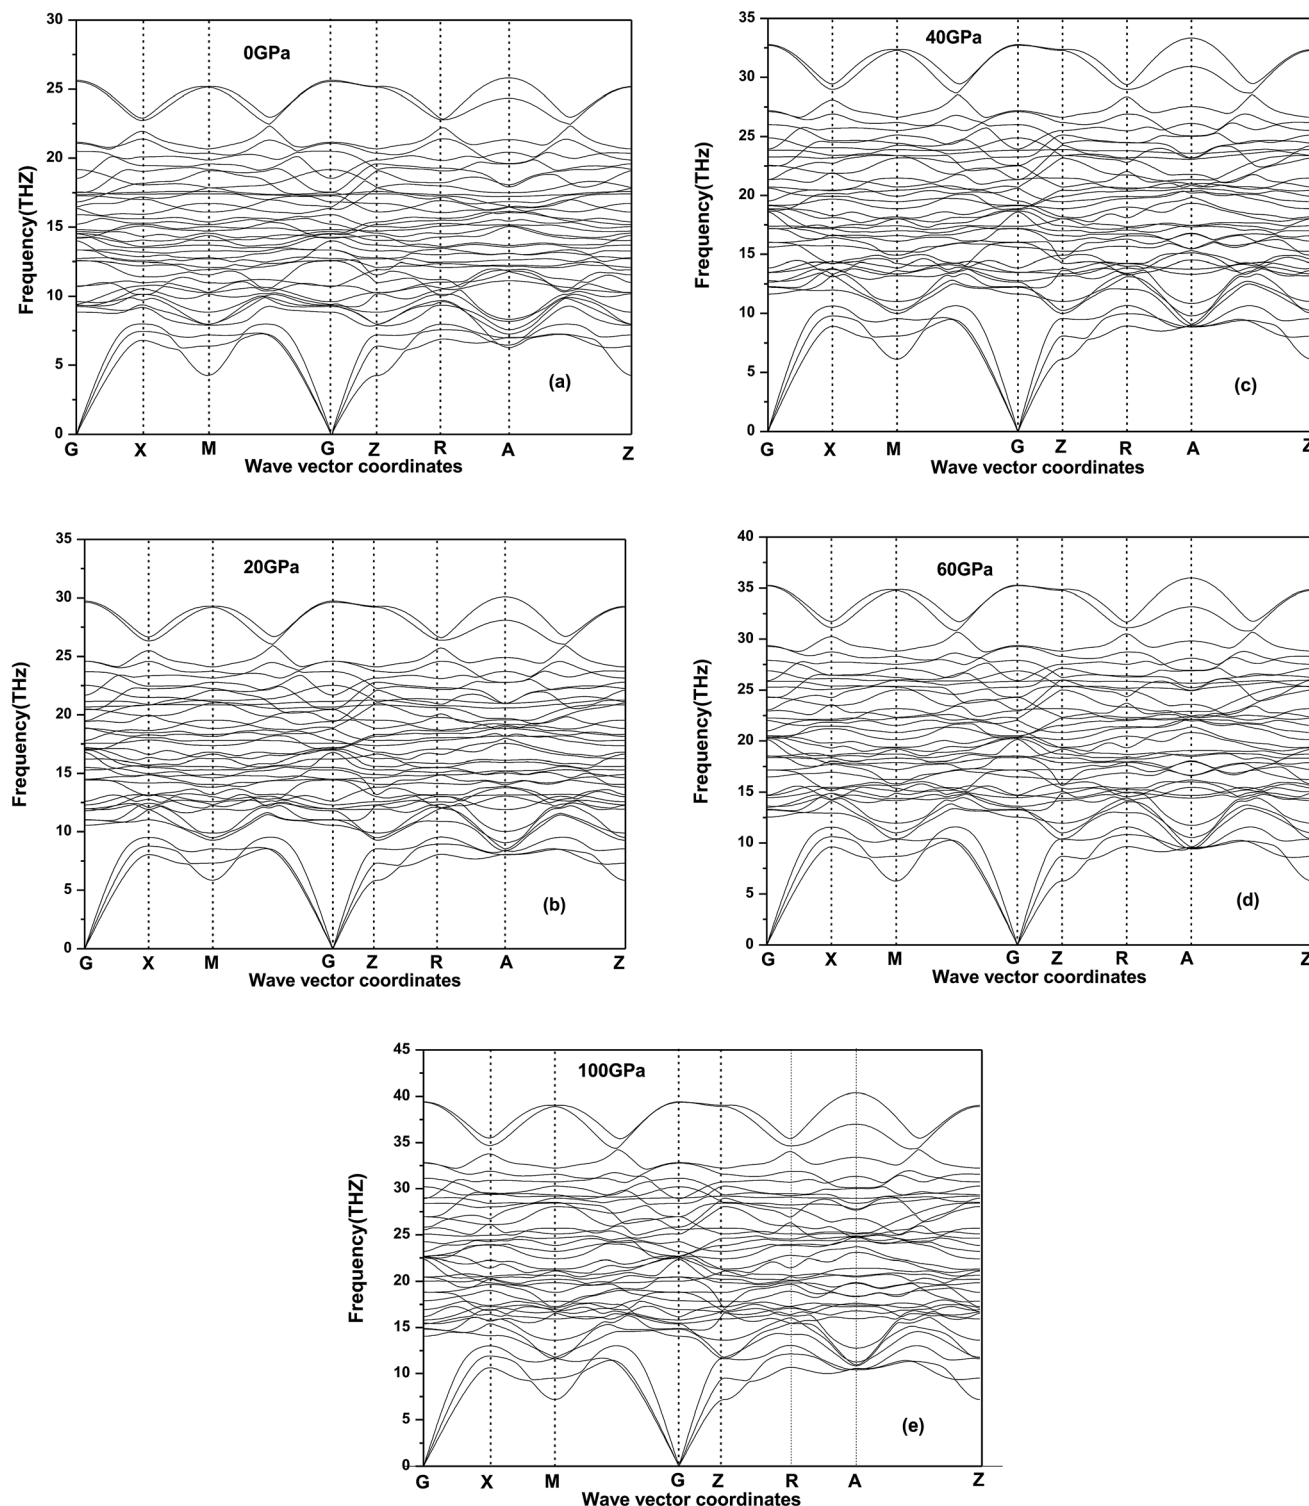 0GPa
Frequency(THZ)
30
25
20
15
10
5
0
G X M G Z R A Z
Wave vector coordinates
(a)
40GPa
Frequency(THz)
35
30
25
20
15
10
5
0
G X M G Z R A Z
Wave vector coordinates
(c)
20GPa
Frequency(THz)
35
30
25
20
15
10
5
0
G X M G Z R A Z
Wave vector coordinates
(b)
60GPa
Frequency(THz)
40
35
30
25
20
15
10
5
0
G X M G Z R A Z
Wave vector coordinates
(d)
100GPa
Frequency(THZ)
45
40
35
30
25
20
15
10
5
0
G X M G Z R A Z
Wave vector coordinates
(e)